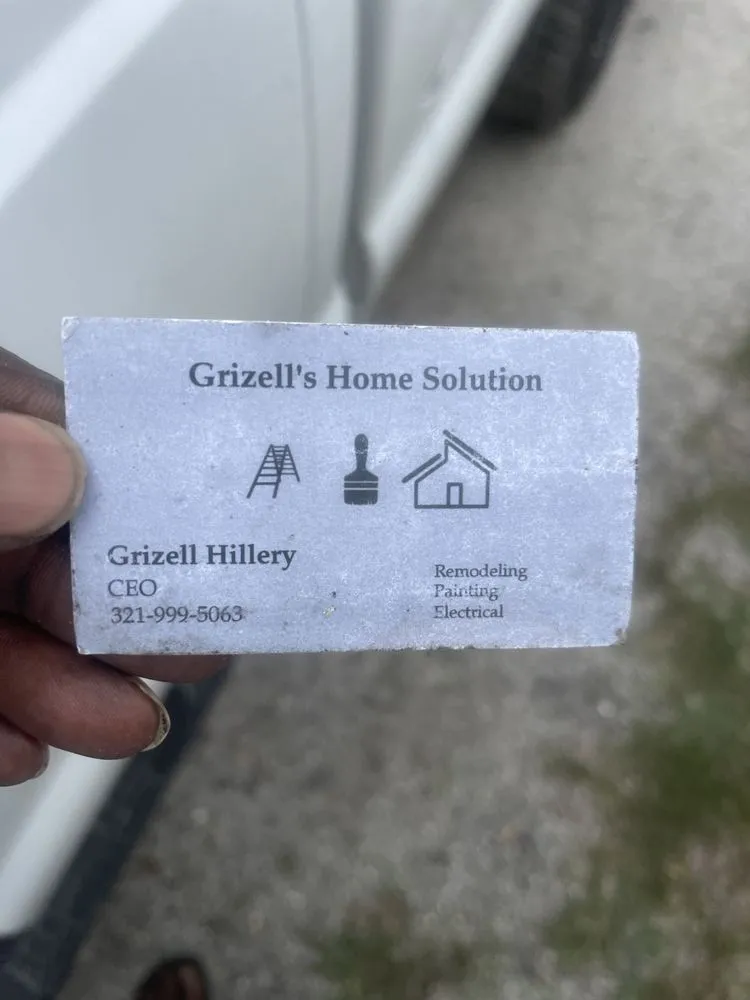 Grizell's Home Solution
Grizell Hillery
CEO
321-999-5063
Remodeling
Painting
Electrical